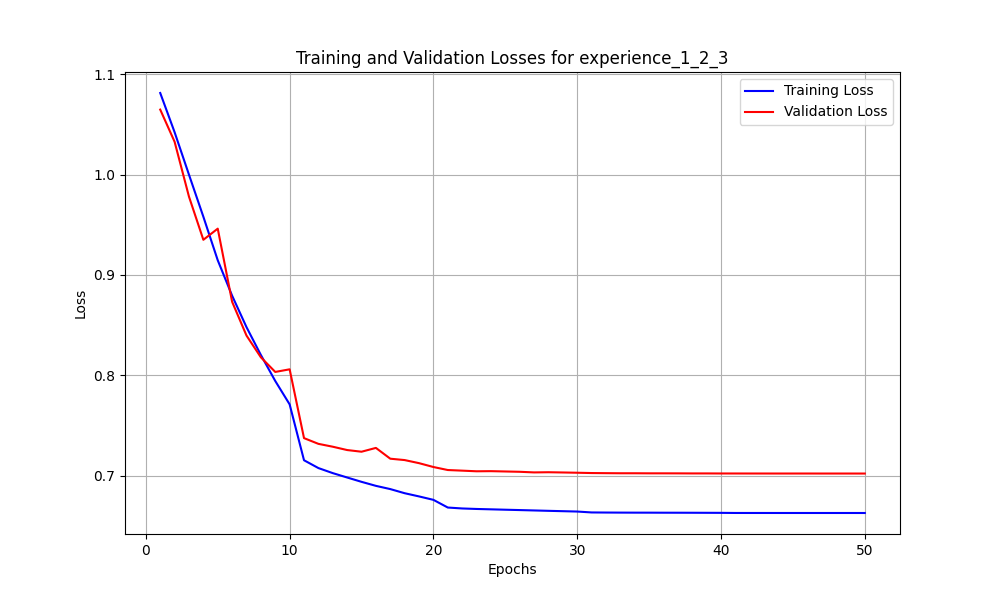 Training and Validation Losses for experience_1_2_3
Training Loss
Validation Loss
1.1
1.0
0.9
0.8
0.7
Loss
0 10 20 30 40 50
Epochs